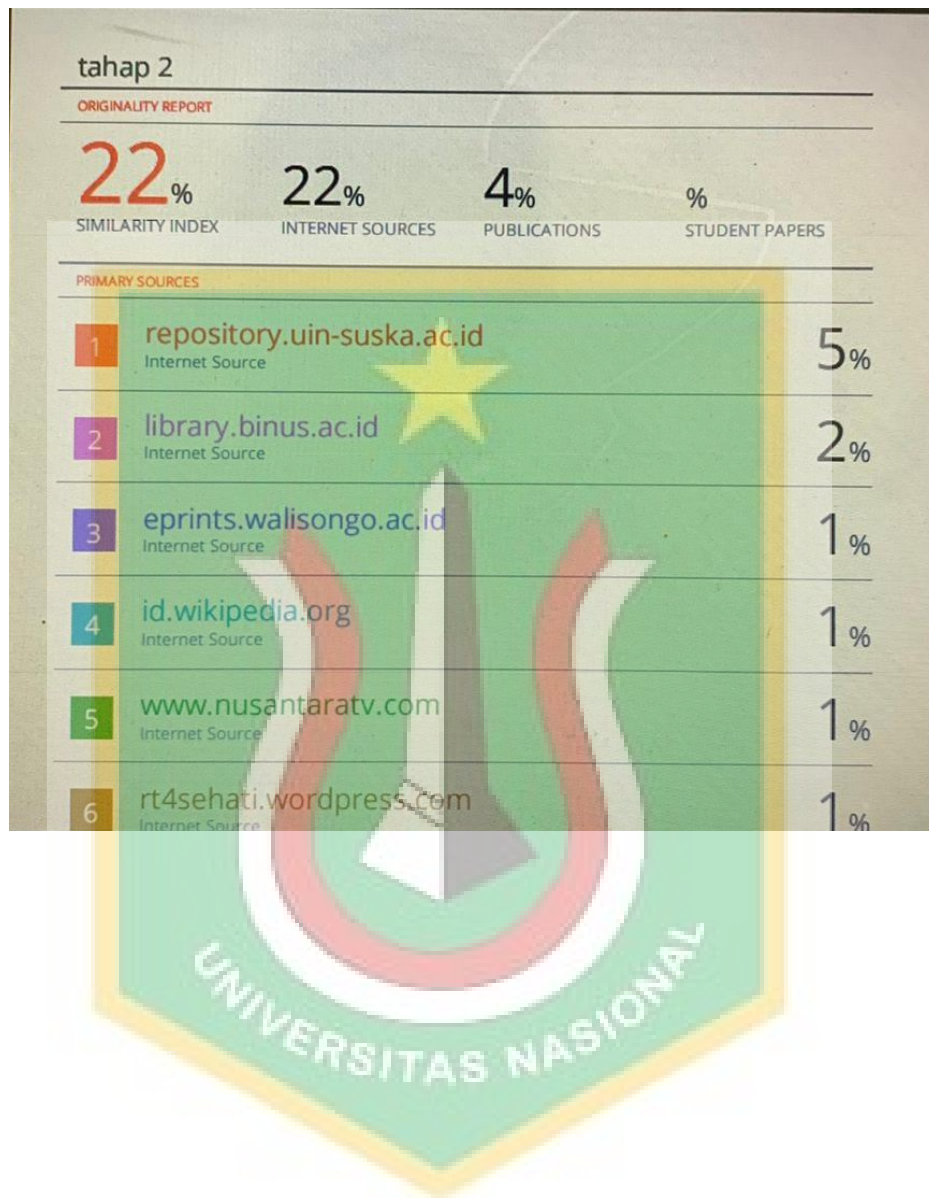 tahap 2
ORIGINALITY REPORT
22% 22% 4% %
SIMILARITY INDEX INTERNET SOURCES PUBLICATIONS STUDENT PAPERS
PRIMARY SOURCES
1 repository.uin-suska.ac.id 5%
Internet Source
2 library.binus.ac.id 2%
Internet Source
3 eprints.walisongo.ac.id 1%
Internet Source
4 id.wikipedia.org 1%
Internet Source
5 www.nusantaratv.com 1%
Internet Source
6 rt4sehati.wordpress.com 1%
Internet Source
UNIVERSITAS NASIONAL